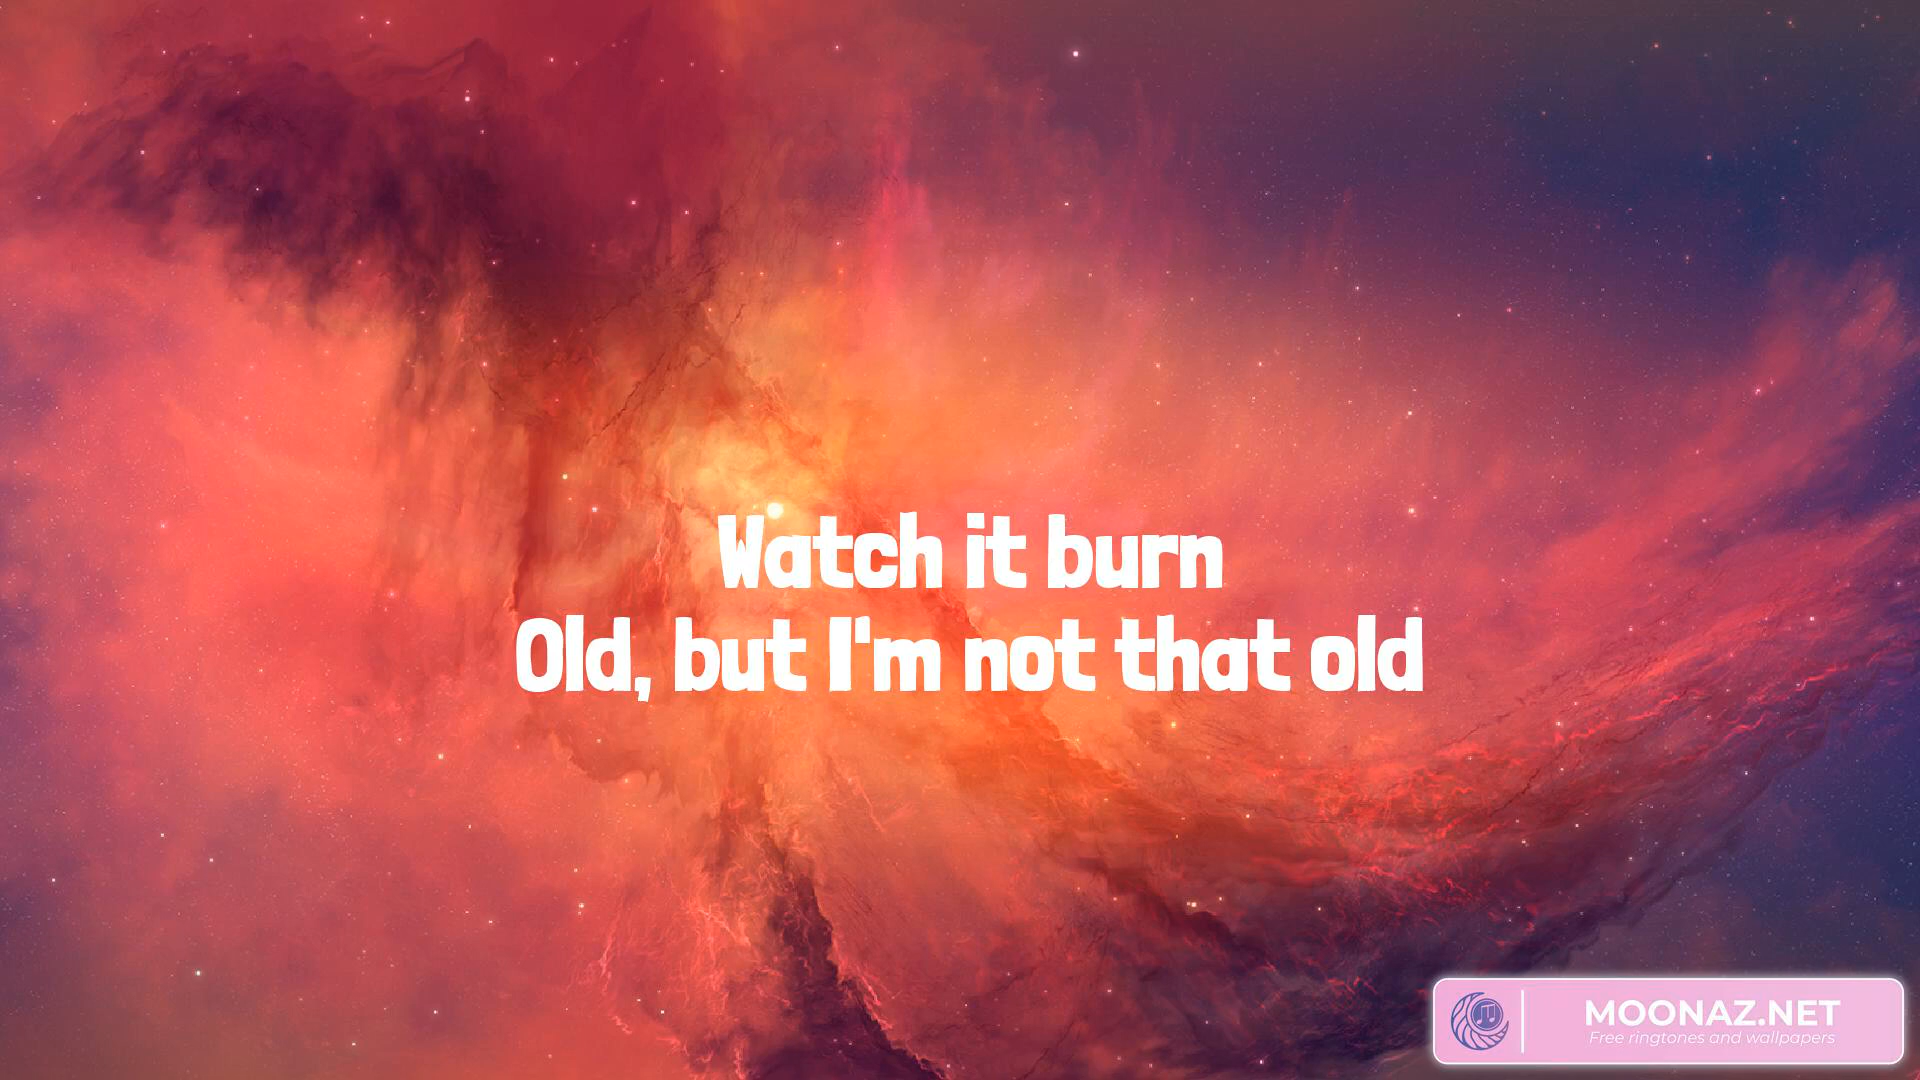 Watch it burn
Old, but I'm not that old
MOONAZ.NET
Free ringtones and wallpapers